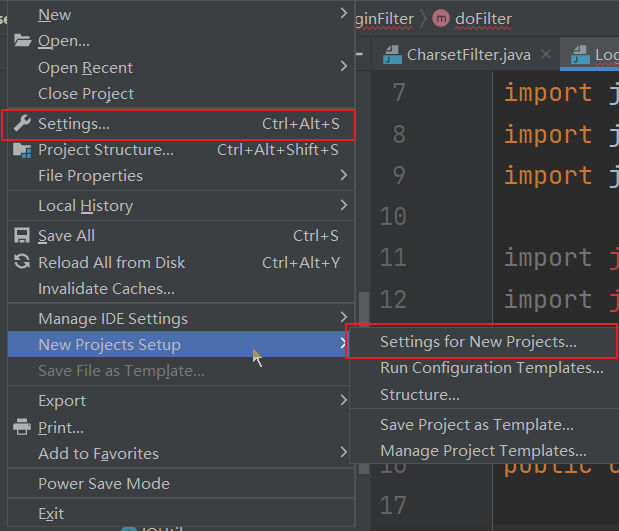 New
Open...
Open Recent
Close Project
Settings... Ctrl+Alt+S
Project Structure... Ctrl+Alt+Shift+S
File Properties
Local History
Save All Ctrl+S
Reload All from Disk Ctrl+Alt+Y
Invalidate Caches...
Manage IDE Settings
New Projects Setup
Save File as Template...
Export
Print...
Add to Favorites
Power Save Mode
Exit
ginFilter m doFilter
CharsetFilter.java Log
7 import j
8 import j
9 import j
10
11 import j
12 import j
Settings for New Projects...
Run Configuration Templates...
Structure...
Save Project as Template...
Manage Project Templates...
16 public c
17